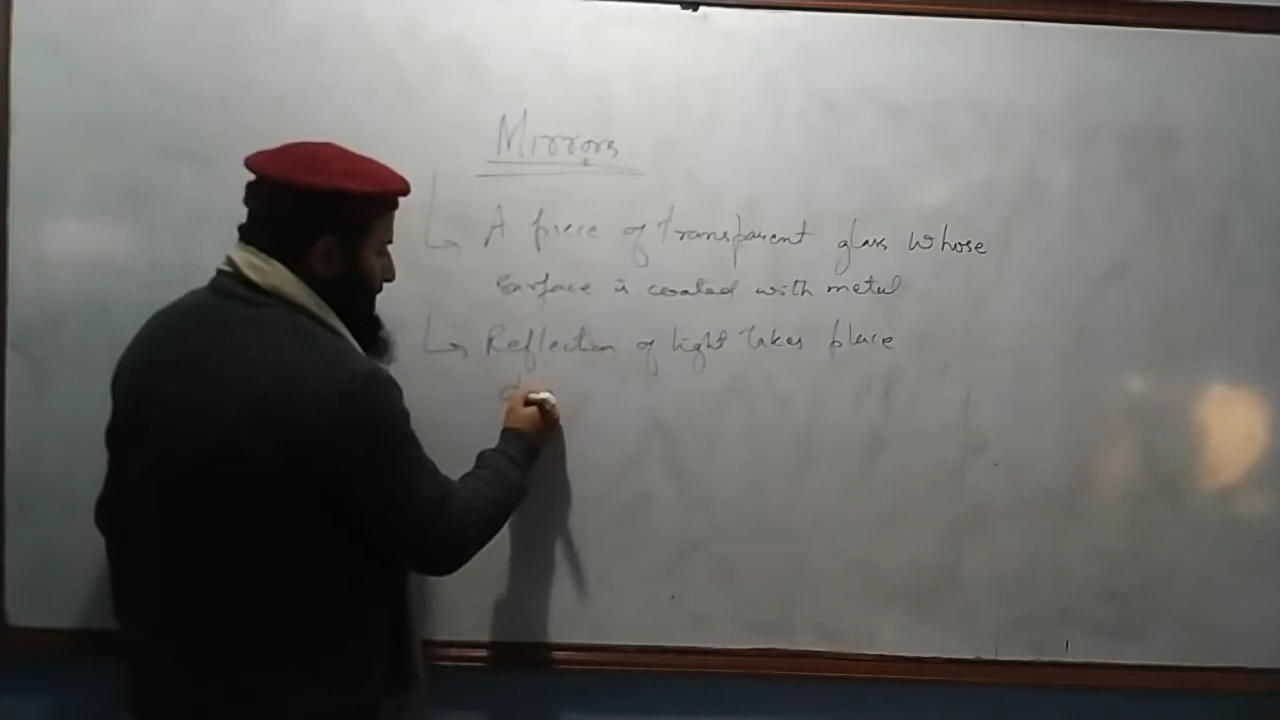 Mirrors
A piece of transparent glass whose
surface is coated with metal
Reflection of light takes place